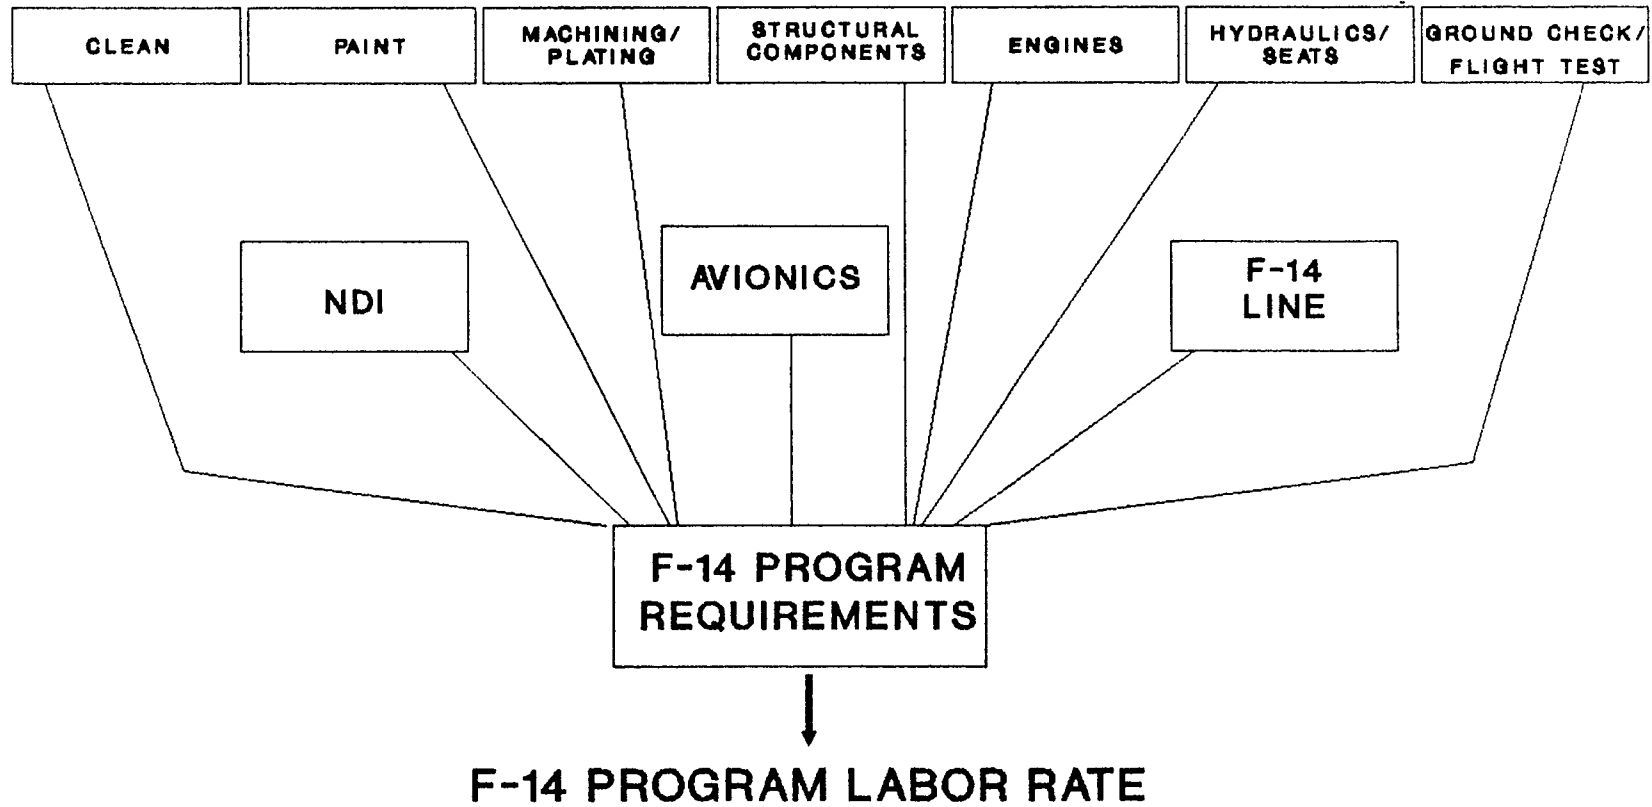 CLEAN
PAINT
MACHINING/
PLATING
STRUCTURAL
COMPONENTS
ENGINES
HYDRAULICS/
SEATS
GROUND CHECK/
FLIGHT TEST
NDI
AVIONICS
F-14
LINE
F-14 PROGRAM
REQUIREMENTS
F-14 PROGRAM LABOR RATE